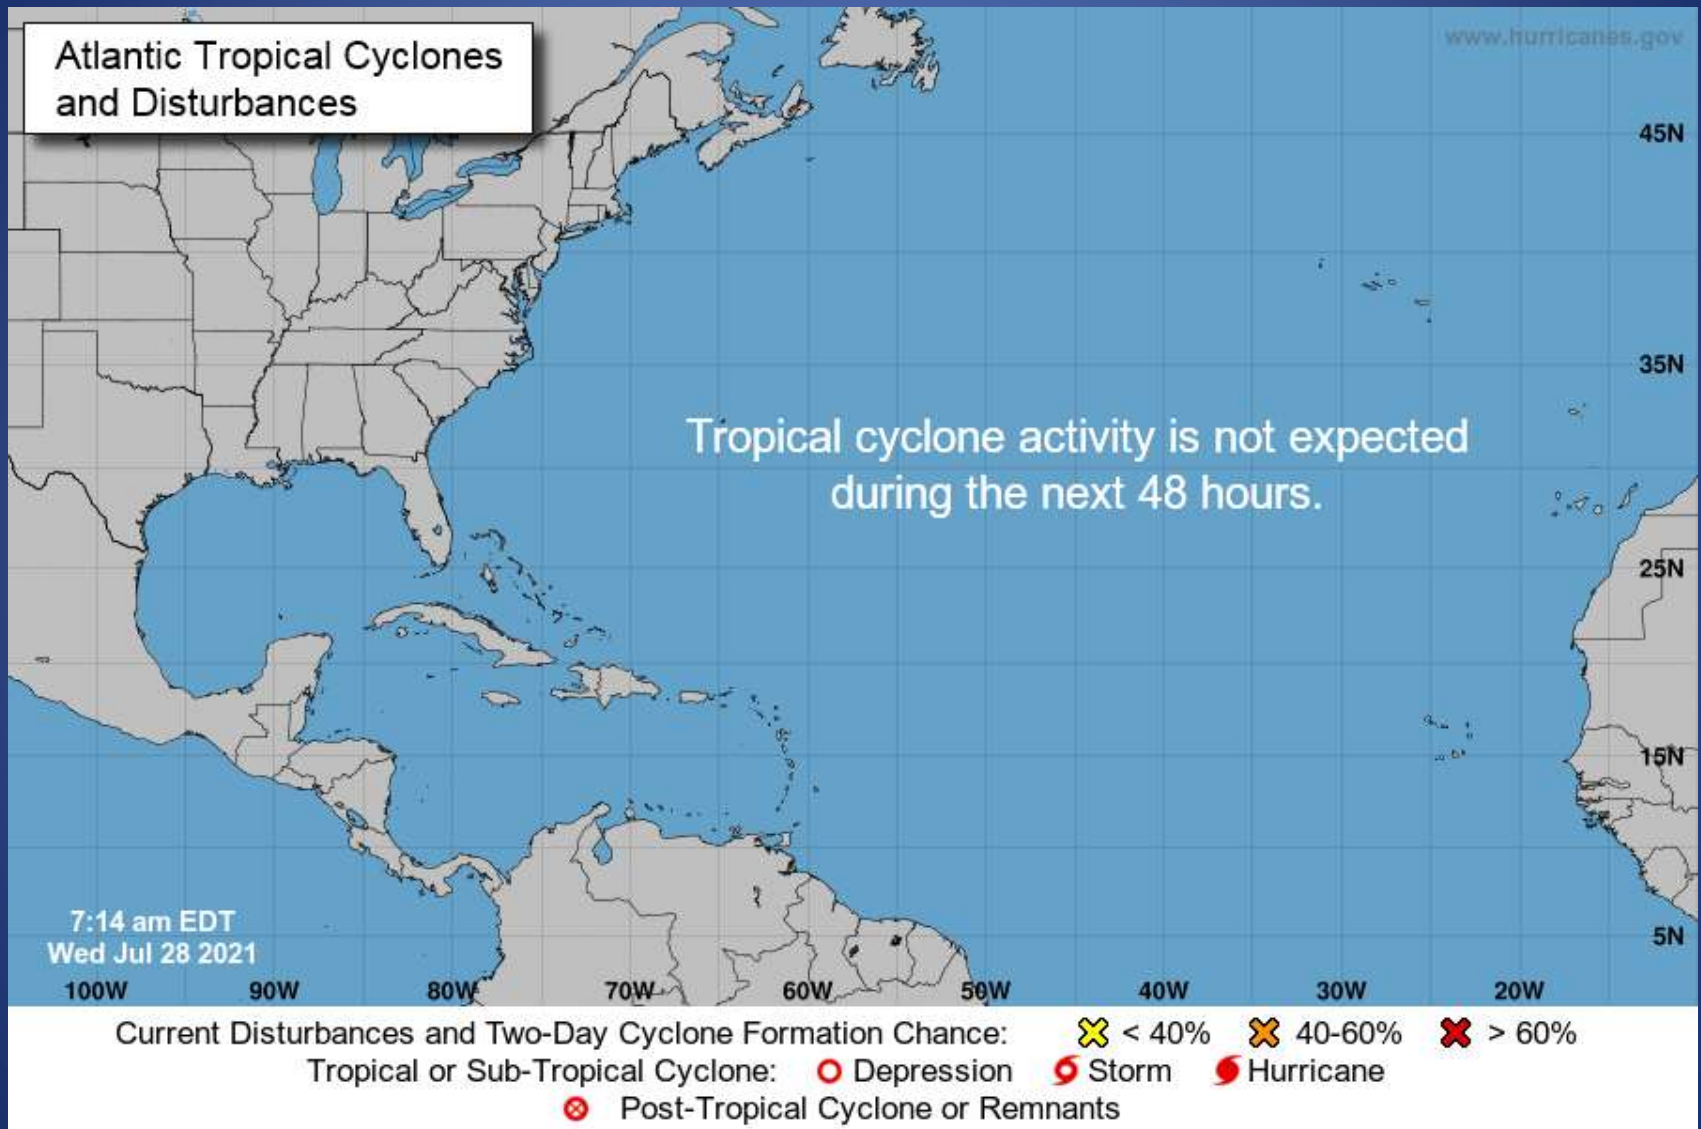 Atlantic Tropical Cyclones
and Disturbances
www.hurricanes.gov
45N
35N
Tropical cyclone activity is not expected
during the next 48 hours.
25N
15N
7:14 am EDT
Wed Jul 28 2021
5N
100W 90W 80W 70W 60W 50W 40W 30W 20W
Current Disturbances and Two-Day Cyclone Formation Chance: < 40% 40-60% > 60%
Tropical or Sub-Tropical Cyclone: Depression Storm Hurricane
Post-Tropical Cyclone or Remnants